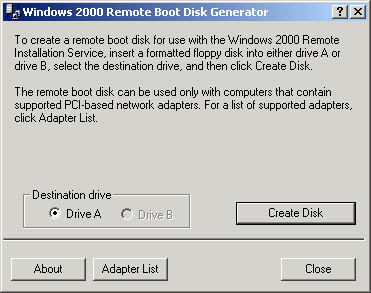 Windows 2000 Remote Boot Disk Generator
To create a remote boot disk for use with the Windows 2000 Remote
Installation Service, insert a formatted floppy disk into either drive A or
drive B, select the destination drive, and then click Create Disk.
The remote boot disk can be used only with computers that contain
supported PCI-based network adapters. For a list of supported adapters,
click Adapter List.
Destination drive
Drive A Drive B Create Disk
About Adapter List Close